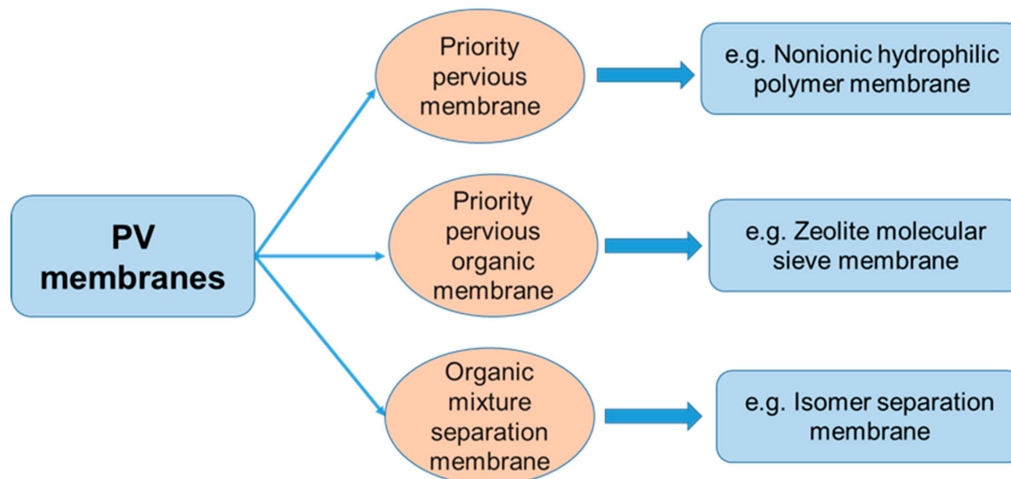 PV
membranes
Priority
pervious
membrane
e.g. Nonionic hydrophilic
polymer membrane
Priority
pervious
organic
membrane
e.g. Zeolite molecular
sieve membrane
Organic
mixture
separation
membrane
e.g. Isomer separation
membrane